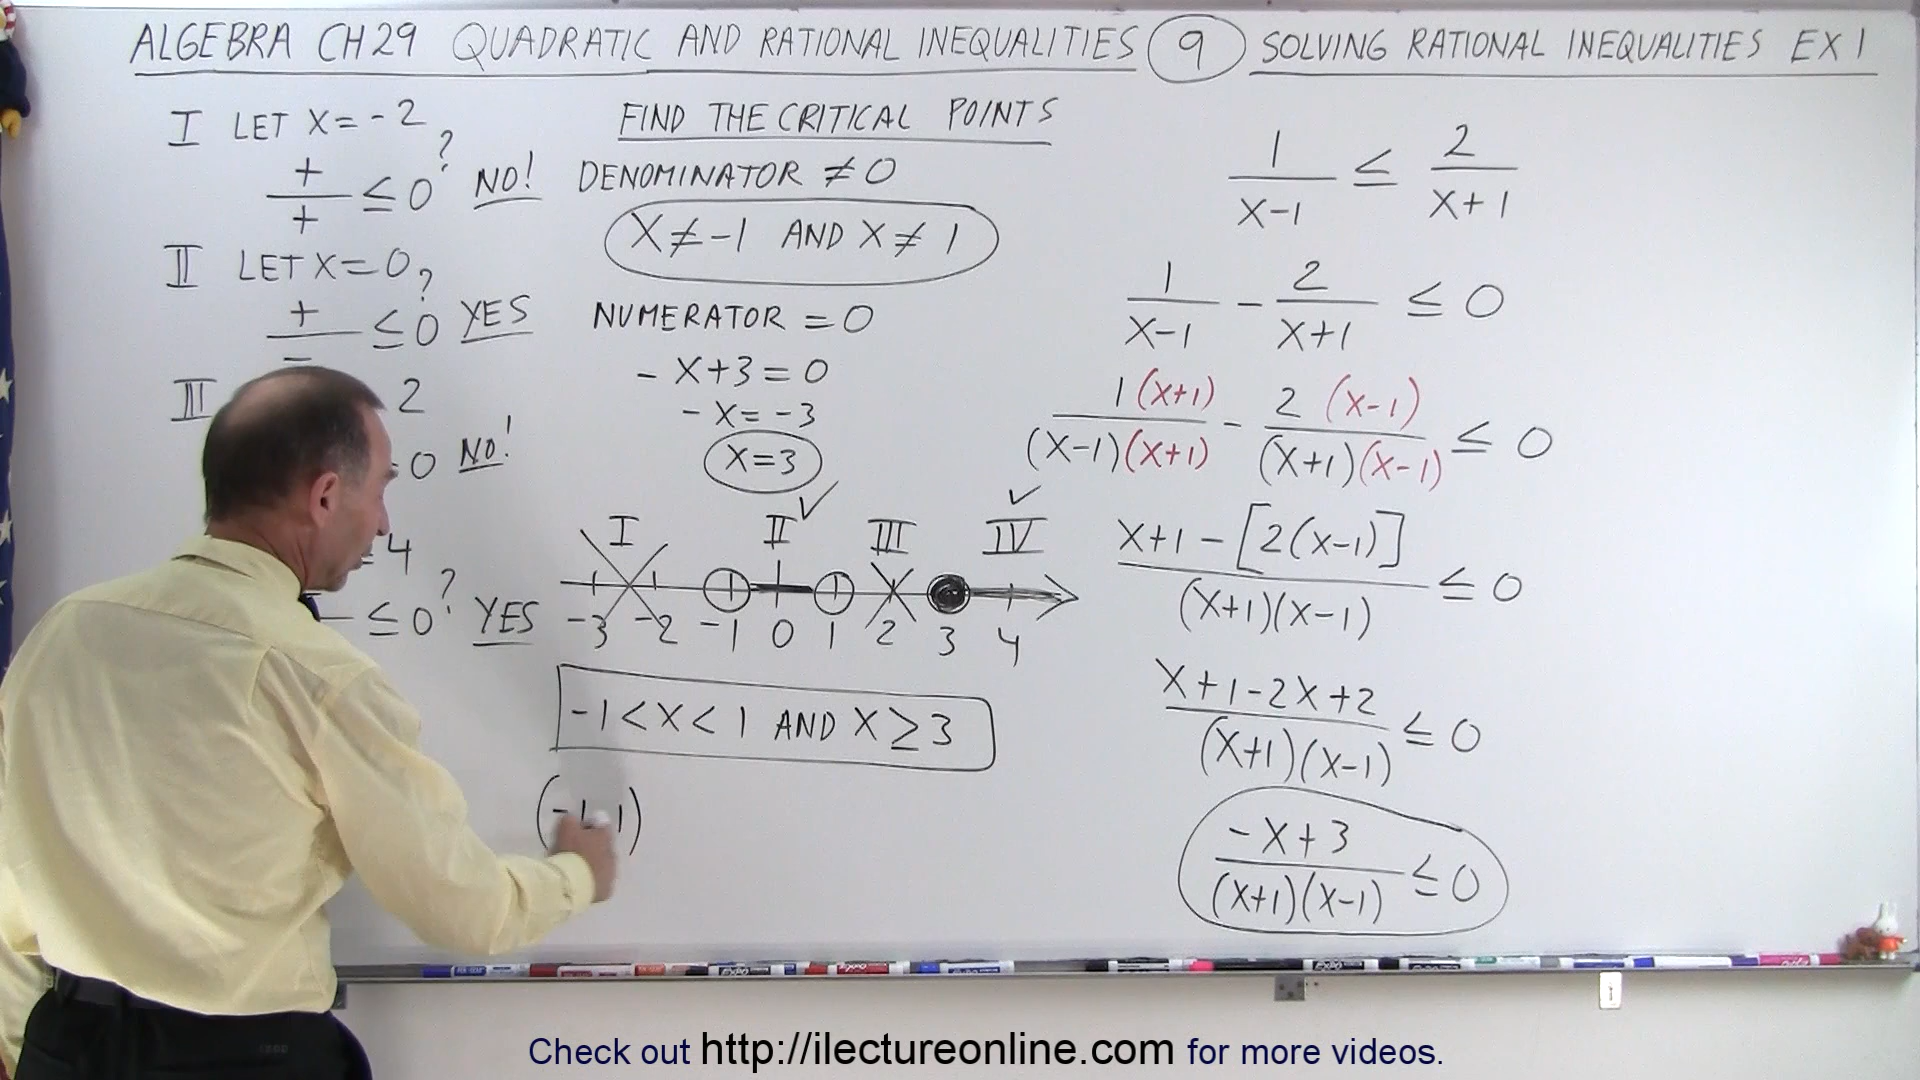 ALGEBRA CH 29 QUADRATIC AND RATIONAL INEQUALITIES 9 SOLVING RATIONAL INEQUALITIES EX 1
I LET X = -2
+/+ ≤ 0? NO!
II LET X = 0
+/- ≤ 0? YES
III 2
0 NO!
=4
≤ 0? YES
FIND THE CRITICAL POINTS
DENOMINATOR ≠ 0
X ≠ -1 AND X ≠ 1
NUMERATOR = 0
- X + 3 = 0
- X = -3
X = 3
I II ✓ III IV ✓
-3 -2 -1 0 1 2 3 4
-1 < X < 1 AND X ≥ 3
(-1, 1)
1/(X-1) ≤ 2/(X+1)
1/(X-1) - 2/(X+1) ≤ 0
1(X+1)/(X-1)(X+1) - 2(X-1)/(X+1)(X-1) ≤ 0
X+1-[2(X-1)]/(X+1)(X-1) ≤ 0
X+1-2X+2/(X+1)(X-1) ≤ 0
-X+3/(X+1)(X-1) ≤ 0
Check out http://ilectureonline.com for more videos.